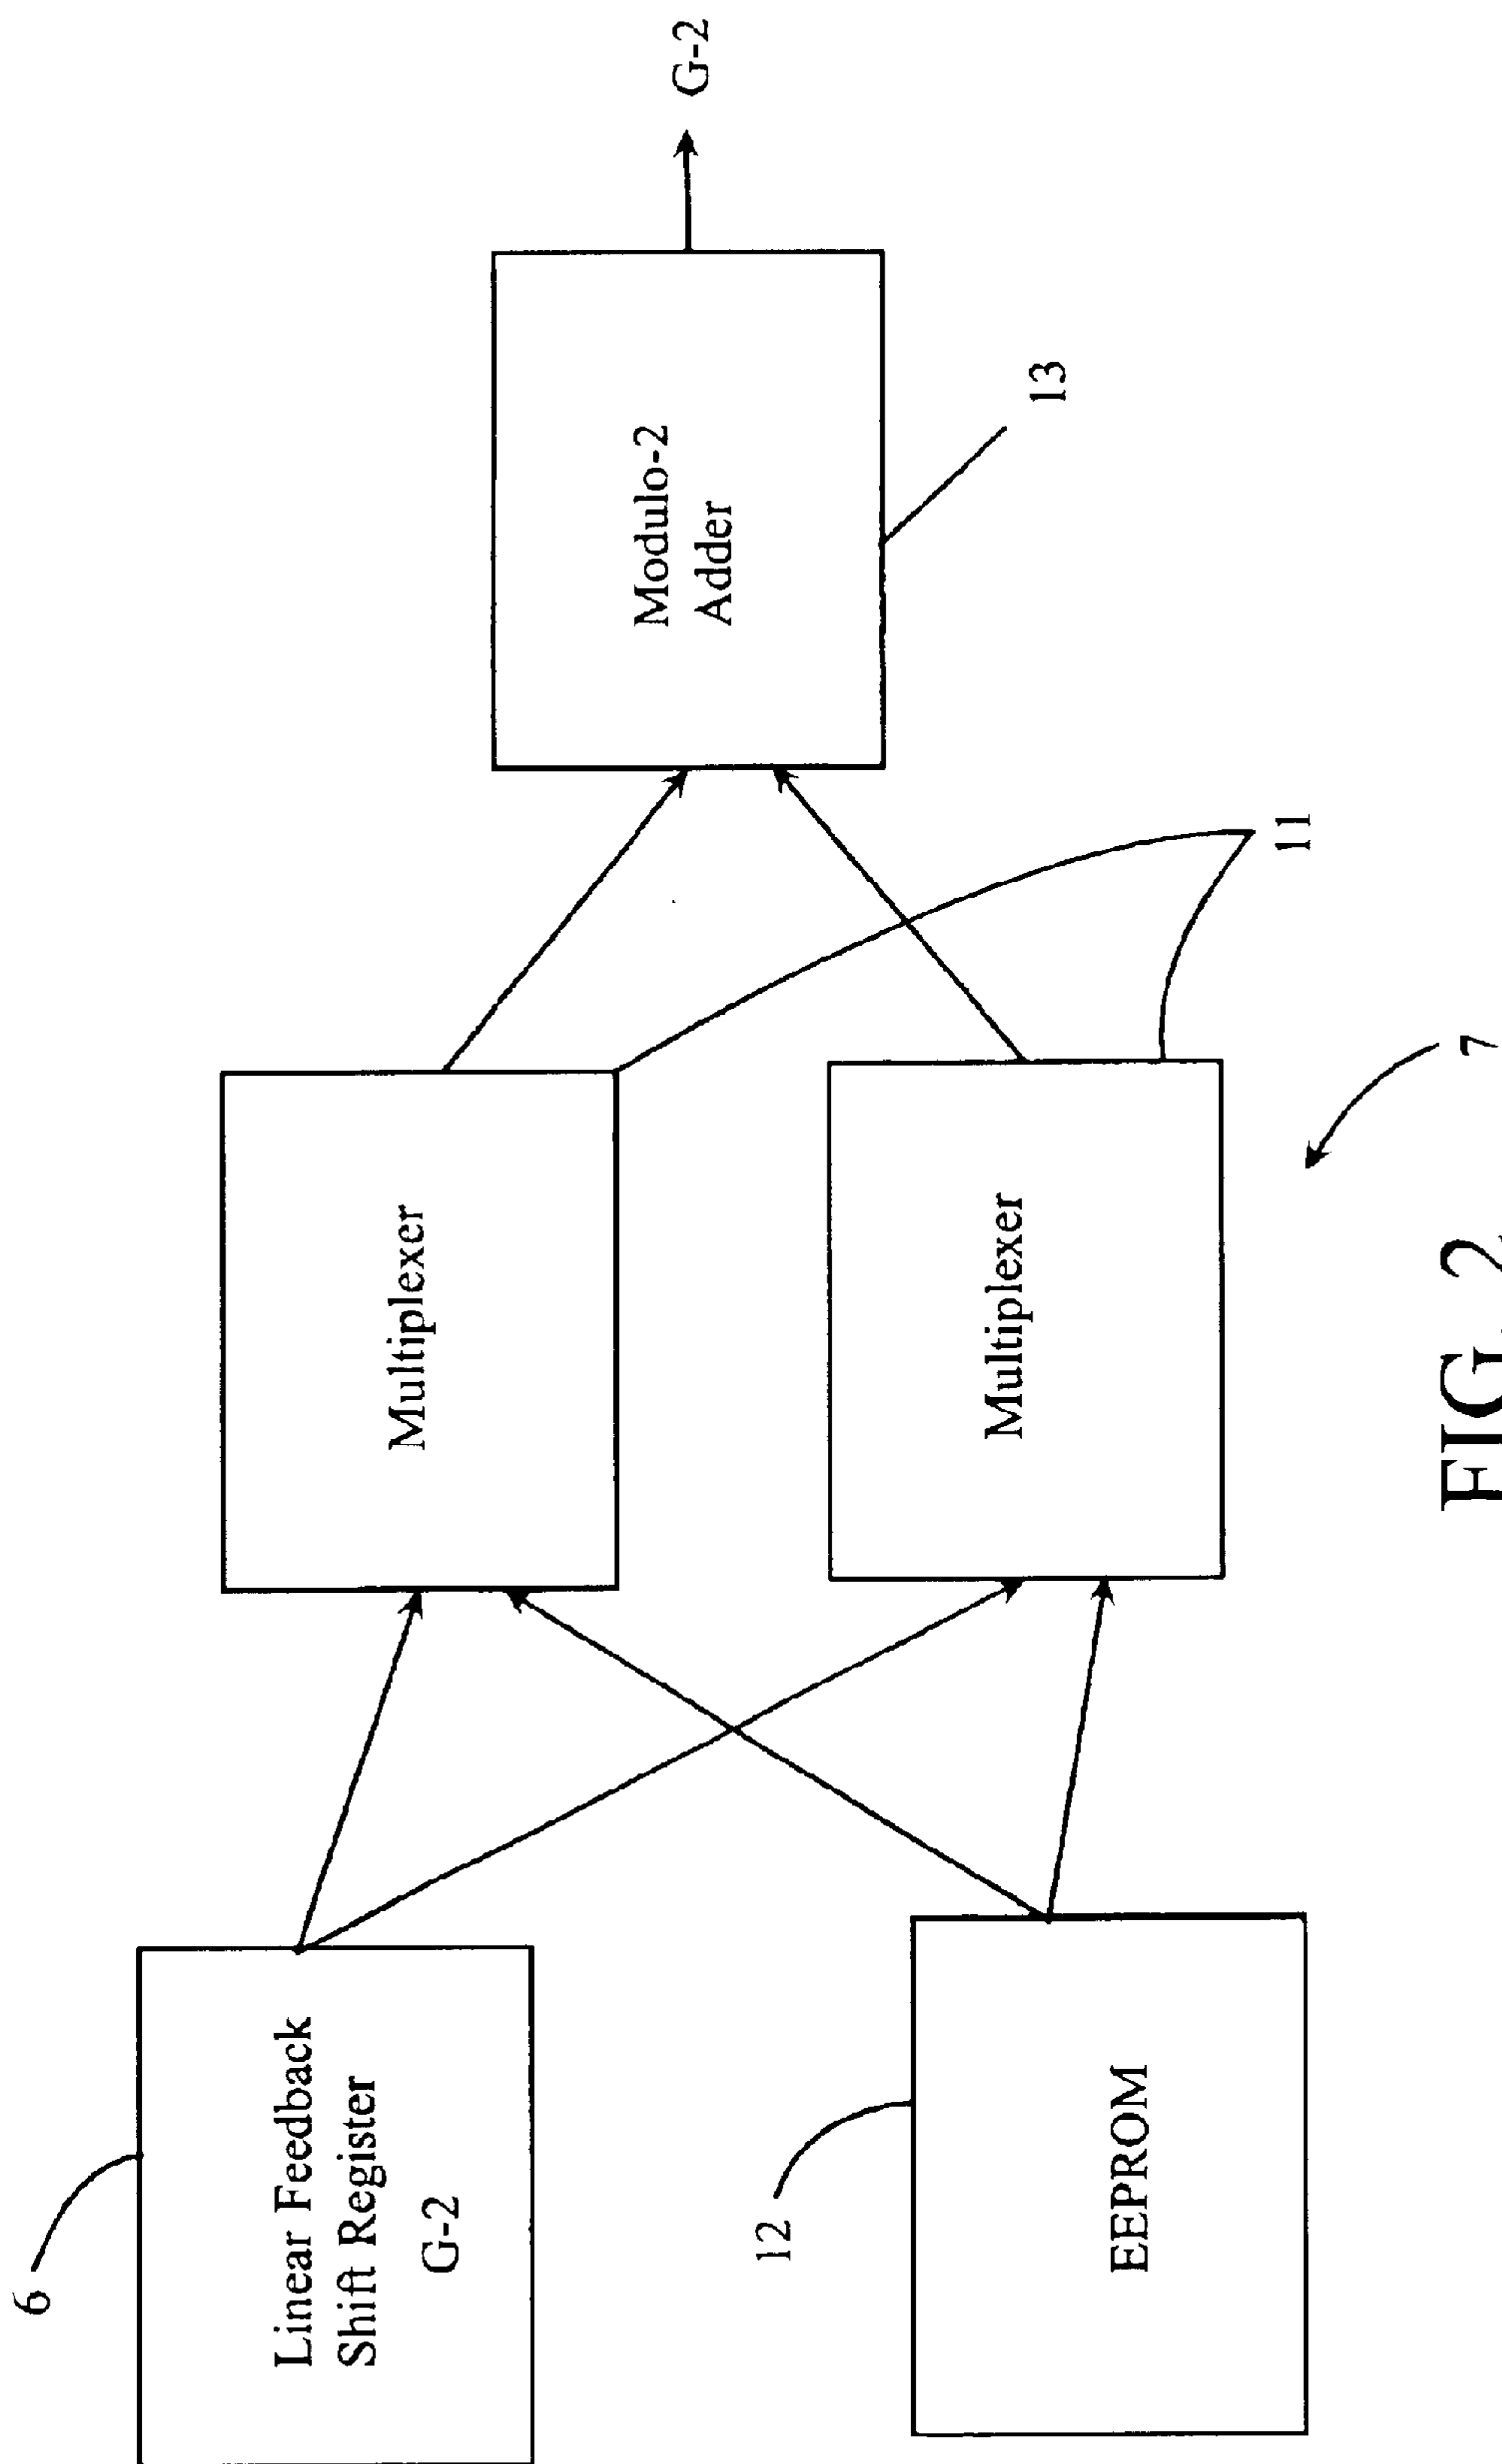 6
Linear Feedback
Shift Register
G-2
12
EEPROM
Multiplexer
Multiplexer
11
Modulo-2
Adder
13
G-2
7
FIG. 2